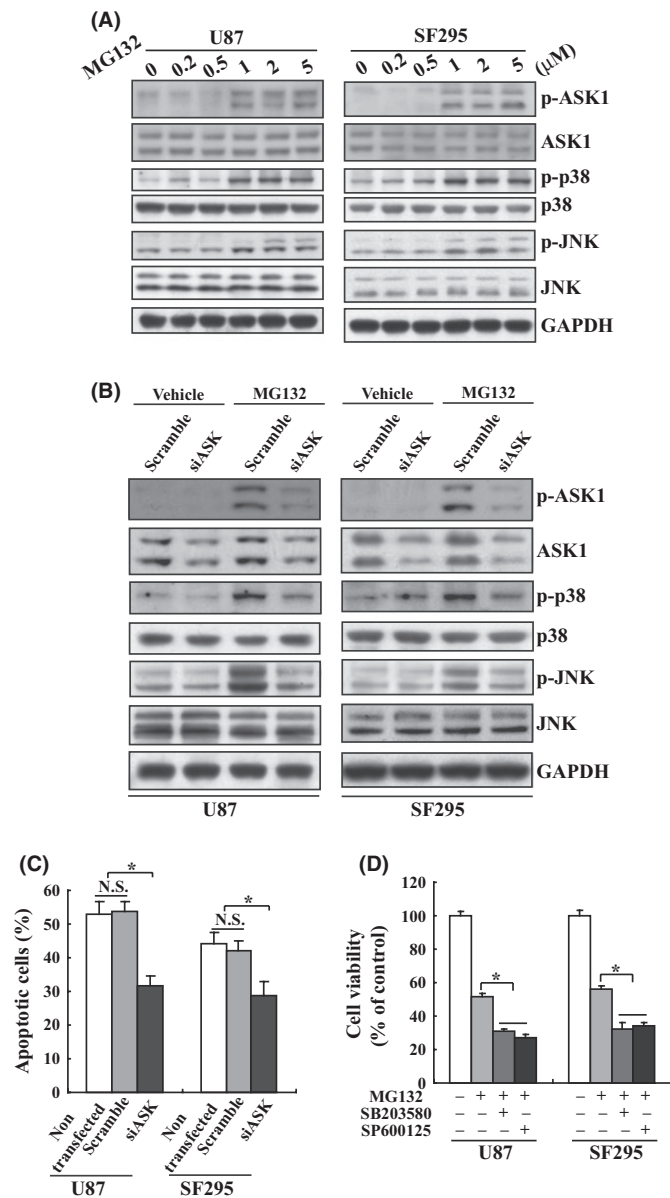 (A)
U87
SF295
MG132
0 0.2 0.5 1 2 5
0 0.2 0.5 1 2 5 (μM)
p-ASK1
ASK1
p-p38
p38
p-JNK
JNK
GAPDH
(B)
Vehicle
MG132
Vehicle
MG132
Scramble
siASK
Scramble
siASK
Scramble
siASK
Scramble
siASK
p-ASK1
ASK1
p-p38
p38
p-JNK
JNK
GAPDH
U87
SF295
(C)
Apoptotic cells (%)
60
50
40
30
20
10
0
*
N.S.
*
N.S.
Non
transfected
Scramble
siASK
Non
transfected
Scramble
siASK
U87
SF295
(D)
Cell viability
(% of control)
120
100
80
60
40
20
0
*
*
MG132 – + + + – + + +
SB203580 – – + – – – + –
SP600125 – – – + – – – +
U87
SF295